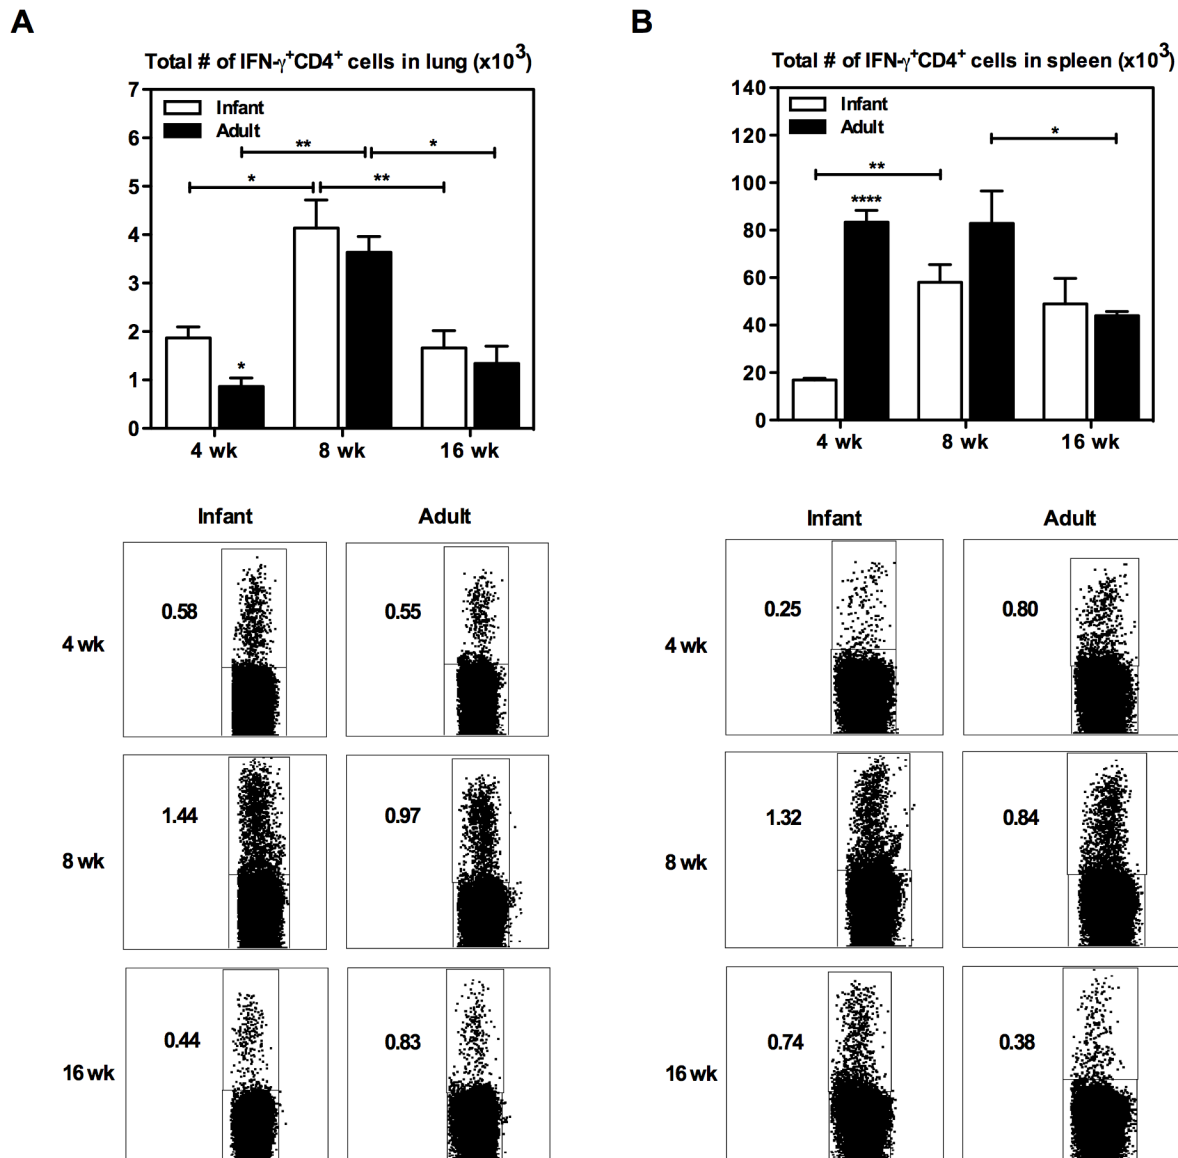 A
Total # of IFN-γ⁺CD4⁺ cells in lung (x10³)
7
6
5
4
3
2
1
0
Infant
Adult
**
*
*
**
*
4 wk
8 wk
16 wk
Infant
Adult
4 wk
0.58
0.55
8 wk
1.44
0.97
16 wk
0.44
0.83
B
Total # of IFN-γ⁺CD4⁺ cells in spleen (x10³)
140
120
100
80
60
40
20
0
Infant
Adult
*
**
****
4 wk
8 wk
16 wk
Infant
Adult
4 wk
0.25
0.80
8 wk
1.32
0.84
16 wk
0.74
0.38